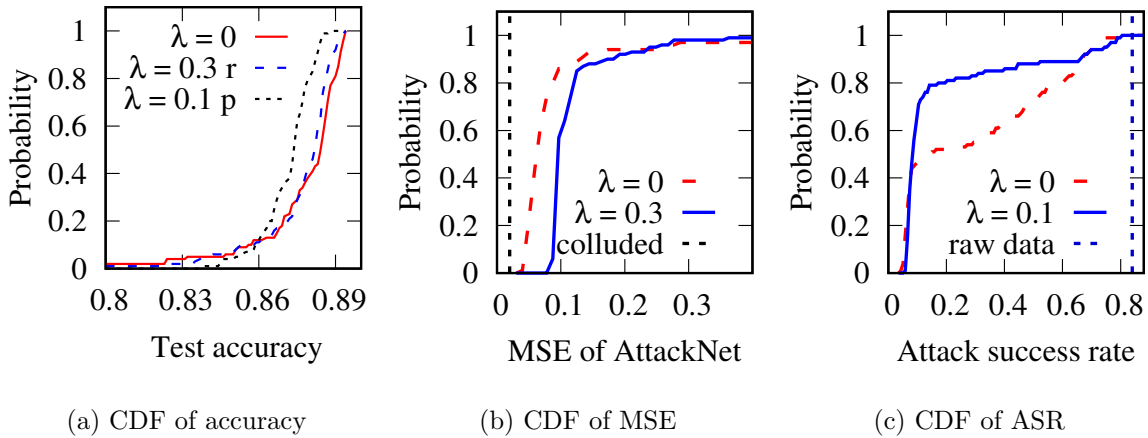 1
0.8
0.6
0.4
0.2
0
Probability
λ = 0
λ = 0.3 r
λ = 0.1 p
0.8 0.83 0.86 0.89
Test accuracy
(a) CDF of accuracy
1
0.8
0.6
0.4
0.2
0
Probability
λ = 0
λ = 0.3
colluded
0 0.1 0.2 0.3
MSE of AttackNet
(b) CDF of MSE
1
0.8
0.6
0.4
0.2
0
Probability
λ = 0
λ = 0.1
raw data
0 0.2 0.4 0.6 0.8
Attack success rate
(c) CDF of ASR